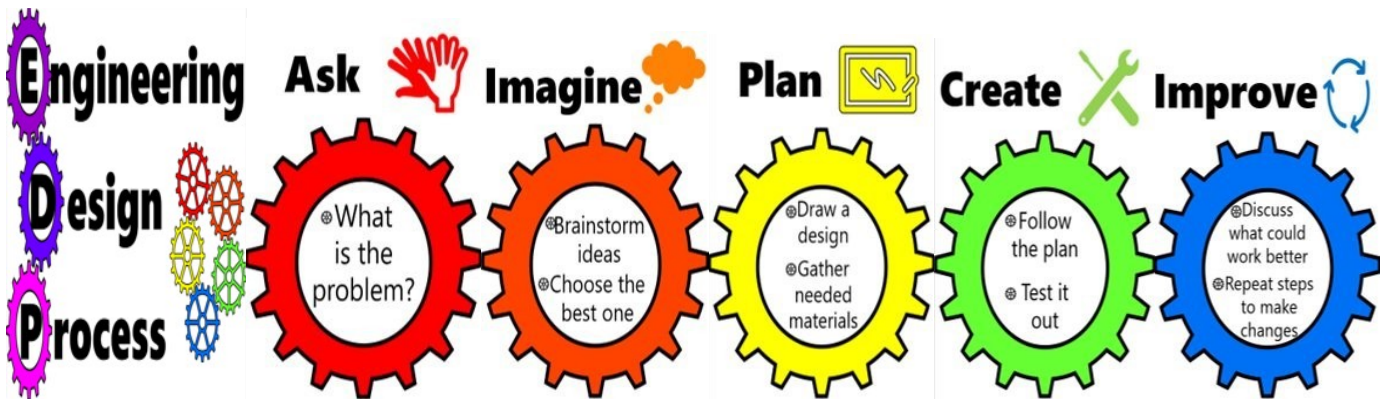 Engineering
Design
Process
Ask
What
is the
problem?
Imagine
Brainstorm
ideas
Choose the
best one
Plan
Draw a
design
Gather
needed
materials
Create
Follow
the plan
Test it
out
Improve
Discuss
what could
work better
Repeat steps
to make
changes